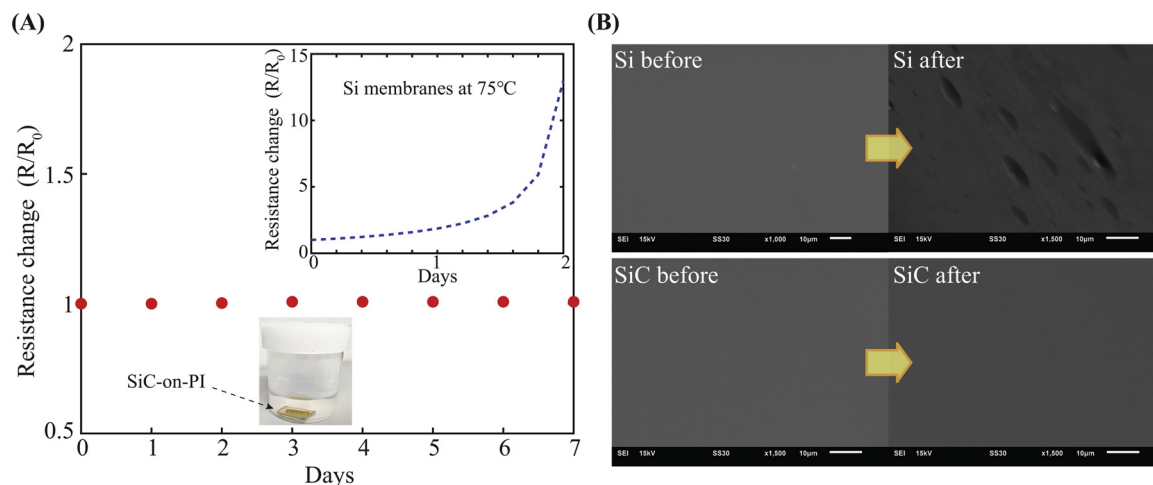 (A)
2
1.5
1
0.5
Resistance change (R/R₀)
0 1 2 3 4 5 6 7
Days
15
10
5
0
Resistance change (R/R₀)
Si membranes at 75°C
0 1 2
Days
SiC-on-PI
(B)
Si before
Si after
SEI 15kV SS30 x1,000 10μm
SEI 15kV SS30 x1,500 10μm
SiC before
SiC after
SEI 15kV SS30 x1,500 10μm
SEI 15kV SS30 x1,500 10μm